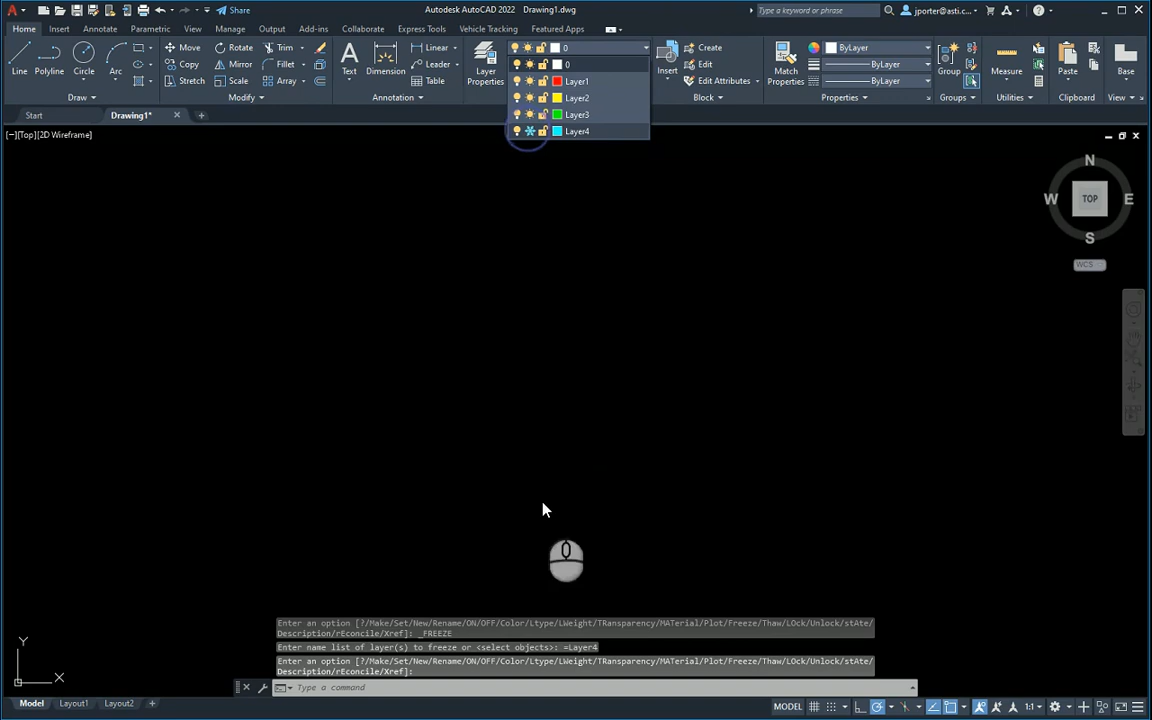 Share
Autodesk AutoCAD 2022 Drawing1.dwg
Type a keyword or phrase
jporter@asti.c...
Home Insert Annotate Parametric View Manage Output Add-ins Collaborate Express Tools Vehicle Tracking Featured Apps
Line Polyline Circle Arc
Move Rotate Trim
Copy Mirror Fillet
Stretch Scale Array
Text Dimension
Linear
Leader
Table
Layer Properties
0
0
Layer1
Layer2
Layer3
Layer4
Insert
Create
Edit
Edit Attributes
Match Properties
ByLayer
ByLayer
ByLayer
Group Measure Paste Base
Draw Modify Annotation Block Properties Groups Utilities Clipboard View
Start Drawing1*
[−][Top][2D Wireframe]
N
W TOP E
S
WCS
Enter an option [?/Make/Set/New/Rename/ON/OFF/Color/Ltype/LWeight/TRansparency/MATerial/Plot/Freeze/Thaw/LOck/Unlock/stAte/
Description/rEconcile/Xref]: _FREEZE
Enter name list of layer(s) to freeze or <select objects>: =Layer4
Enter an option [?/Make/Set/New/Rename/ON/OFF/Color/Ltype/LWeight/TRansparency/MATerial/Plot/Freeze/Thaw/LOck/Unlock/stAte/
Description/rEconcile/Xref]:
Type a command
Y
X
Model Layout1 Layout2
MODEL 1:1